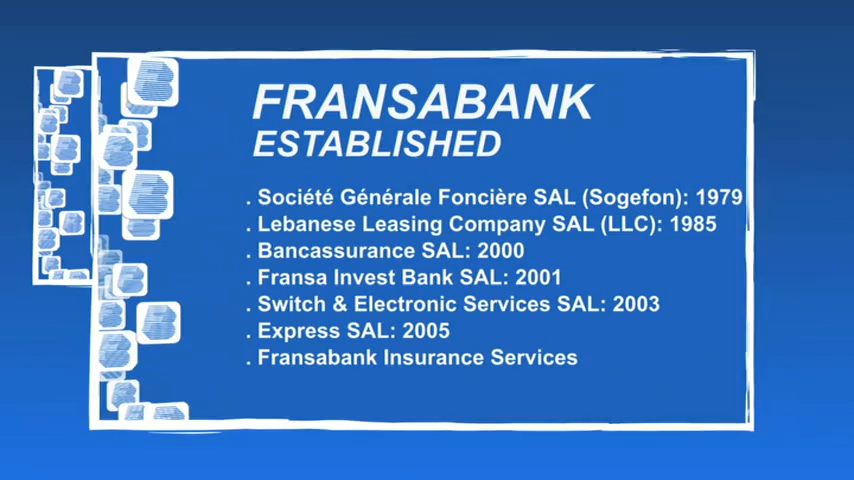 FRANSABANK
ESTABLISHED
. Société Générale Foncière SAL (Sogefon): 1979
. Lebanese Leasing Company SAL (LLC): 1985
. Bancassurance SAL: 2000
. Fransa Invest Bank SAL: 2001
. Switch & Electronic Services SAL: 2003
. Express SAL: 2005
. Fransabank Insurance Services